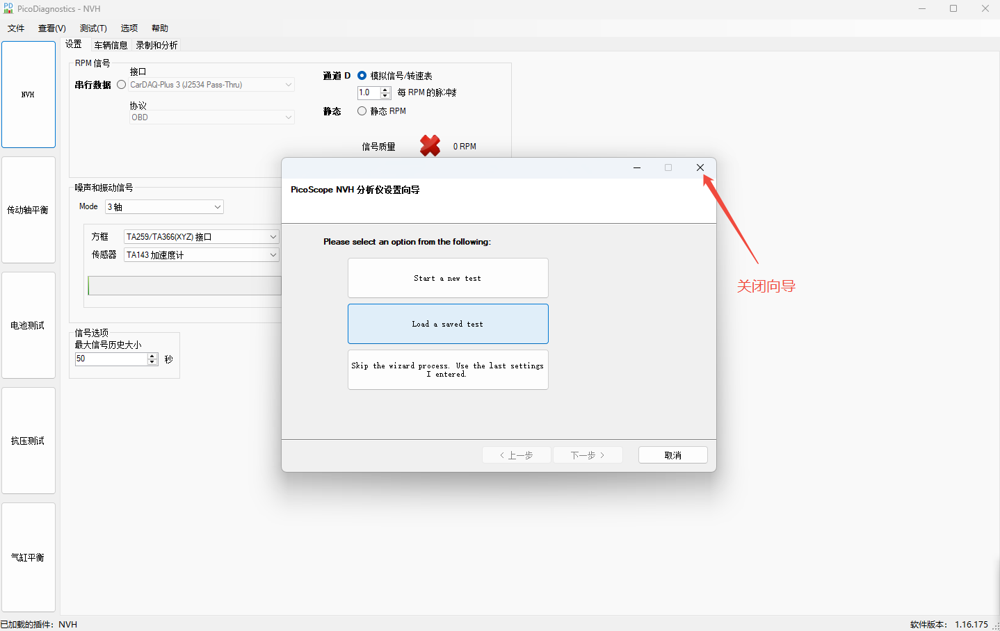 PicoDiagnostics - NVH
文件 查看(V) 测试(T) 选项 帮助
设置 车辆信息 录制和分析
RPM 信号
接口
串行数据 CarDAQ-Plus 3 (J2534 Pass-Thru)
协议
OBD
通道 D 模拟信号/转速表
1.0 每 RPM 的脉冲数
静态 静态 RPM
信号质量 0 RPM
噪声和振动信号
Mode 3 轴
方框 TA259/TA366(XYZ) 接口
传感器 TA143 加速度计
信号选项
最大信号历史大小
50 秒
NVH
传动轴平衡
电池测试
抗压测试
气缸平衡
PicoScope NVH 分析仪设置向导
Please select an option from the following:
Start a new test
Load a saved test
Skip the wizard process. Use the last settings
I entered.
< 上一步 下一步 > 取消
关闭向导
已加载的插件: NVH
软件版本: 1.16.175